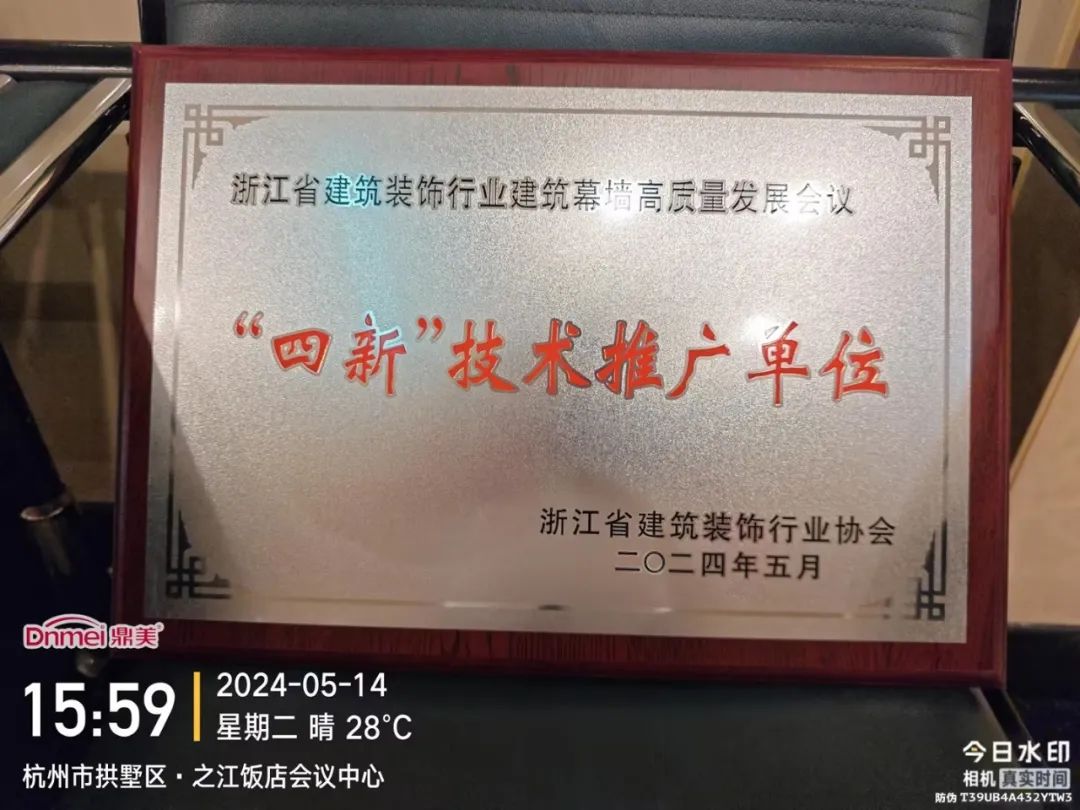 浙江省建筑装饰行业建筑幕墙高质量发展会议
“四新”技术推广单位
浙江省建筑装饰行业协会
二〇二四年五月
Dnmei鼎美®
15:59
2024-05-14
星期二 晴 28°C
杭州市拱墅区·之江饭店会议中心
今日水印
相机 真实时间
防伪 T39UB4A432YTW3